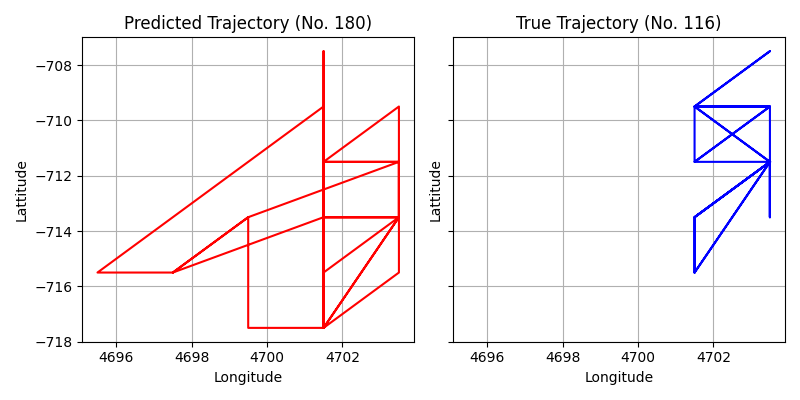 Predicted Trajectory (No. 180)
True Trajectory (No. 116)
−708
−710
−712
−714
−716
−718
Lattitude
Lattitude
4696 4698 4700 4702
4696 4698 4700 4702
Longitude
Longitude